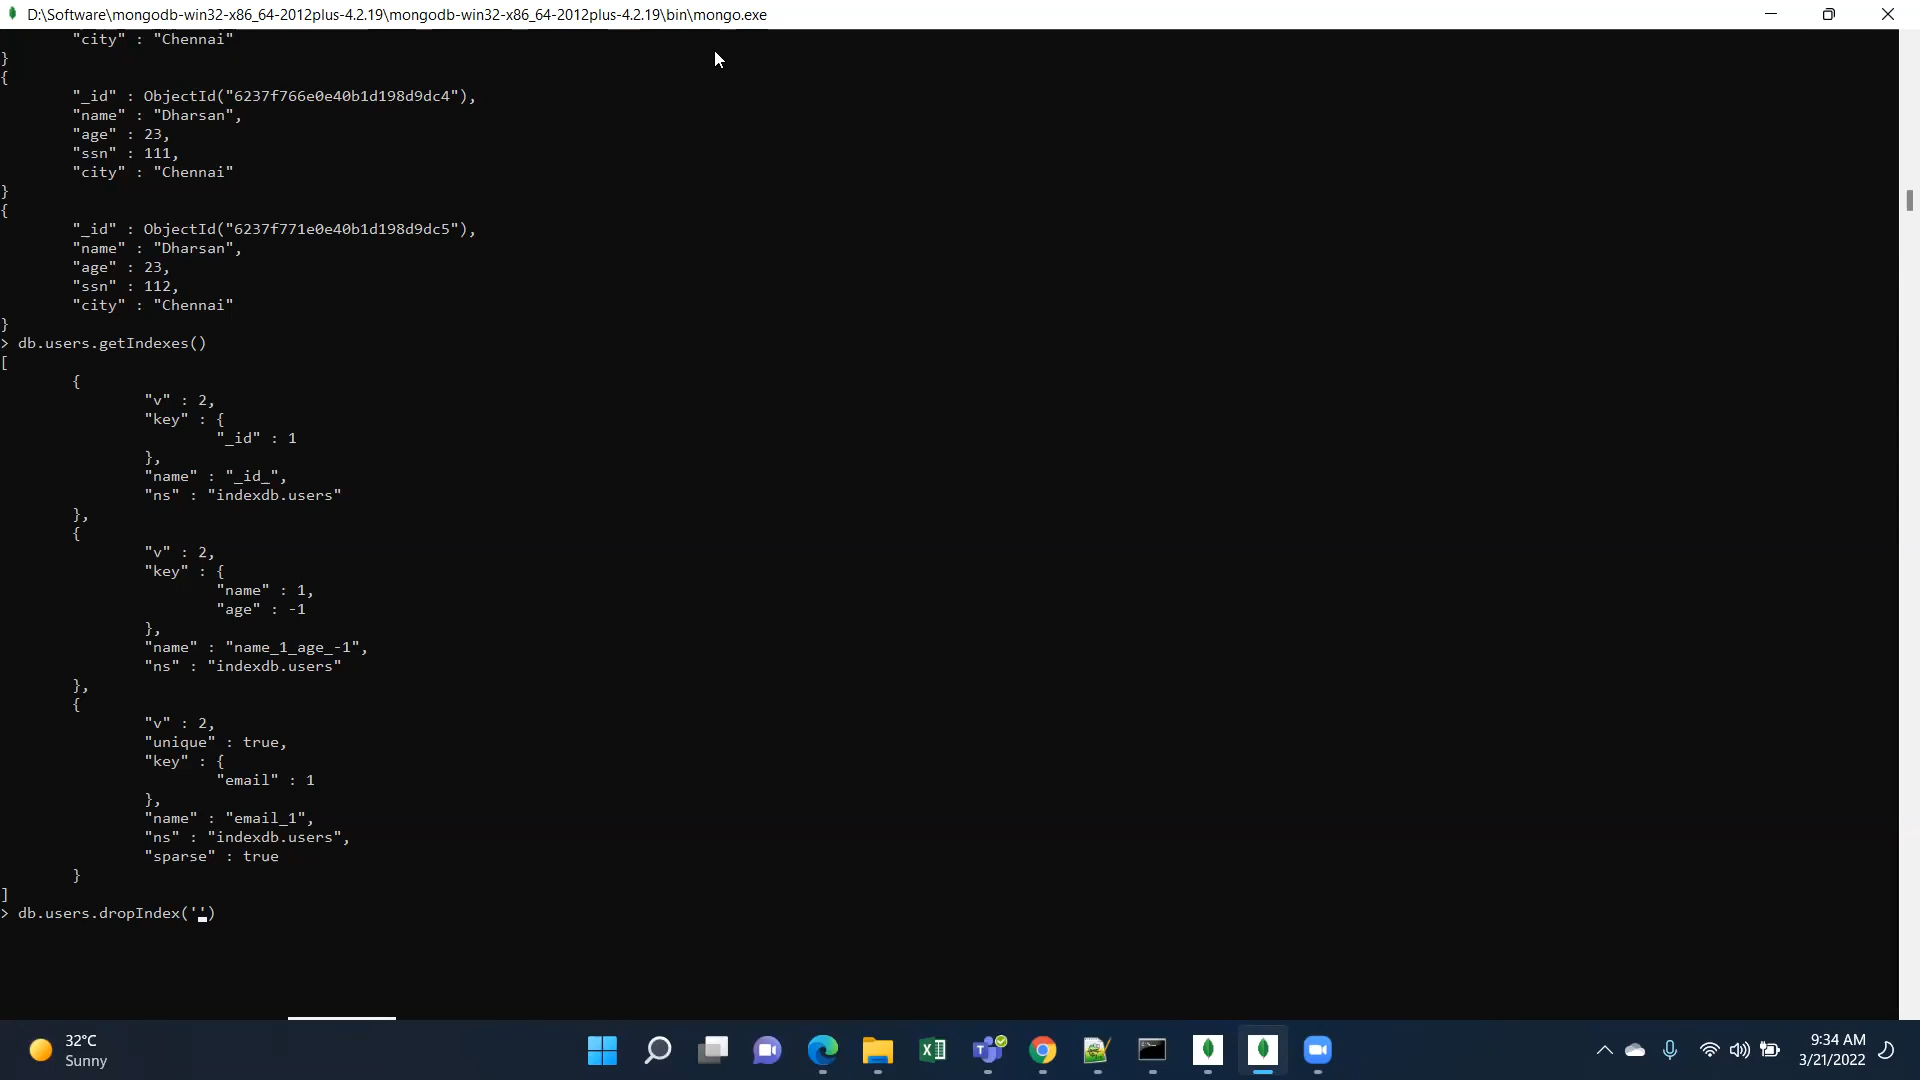 D:\Software\mongodb-win32-x86_64-2012plus-4.2.19\mongodb-win32-x86_64-2012plus-4.2.19\bin\mongo.exe
"city" : "Chennai"
}
{
"_id" : ObjectId("6237f766e0e40b1d198d9dc4"),
"name" : "Dharsan",
"age" : 23,
"ssn" : 111,
"city" : "Chennai"
}
{
"_id" : ObjectId("6237f771e0e40b1d198d9dc5"),
"name" : "Dharsan",
"age" : 23,
"ssn" : 112,
"city" : "Chennai"
}
> db.users.getIndexes()
[
{
"v" : 2,
"key" : {
"_id" : 1
},
"name" : "_id_",
"ns" : "indexdb.users"
},
{
"v" : 2,
"key" : {
"name" : 1,
"age" : -1
},
"name" : "name_1_age_-1",
"ns" : "indexdb.users"
},
{
"v" : 2,
"unique" : true,
"key" : {
"email" : 1
},
"name" : "email_1",
"ns" : "indexdb.users",
"sparse" : true
}
]
> db.users.dropIndex('')
32°C
Sunny
9:34 AM
3/21/2022